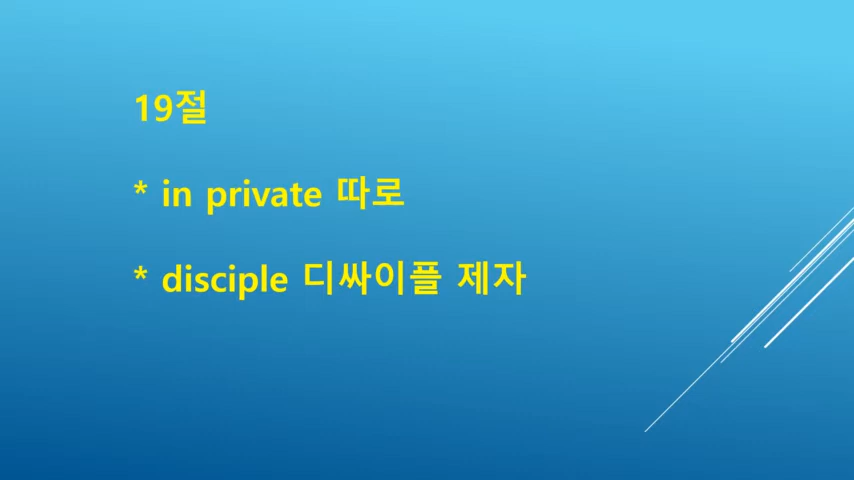 19절
* in private 따로
* disciple 디싸이플 제자